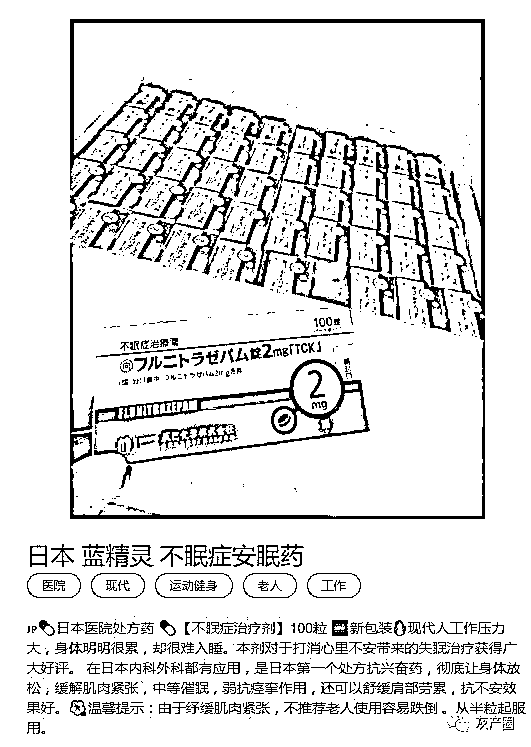 不眠症治療薬
100錠
フルニトラゼパム錠2mg「TCK」
2
mg
日本 蓝精灵 不眠症安眠药
医院 现代 运动健身 老人 工作
JP💊日本医院处方药 💊【不眠症治疗剂】100粒 新包装 现代人工作压力
大，身体明明很累，却很难入睡。本剂对于打消心里不安带来的失眠治疗获得广
大好评。 在日本内科外科都有应用，是日本第一个处方抗兴奋药，彻底让身体放
松；缓解肌肉紧张，中等催眠，弱抗痉挛作用，还可以舒缓肩部劳累，抗不安效
果好。 温馨提示：由于纾缓肌肉紧张，不推荐老人使用容易跌倒 。从半粒起服
用。
灰产圈